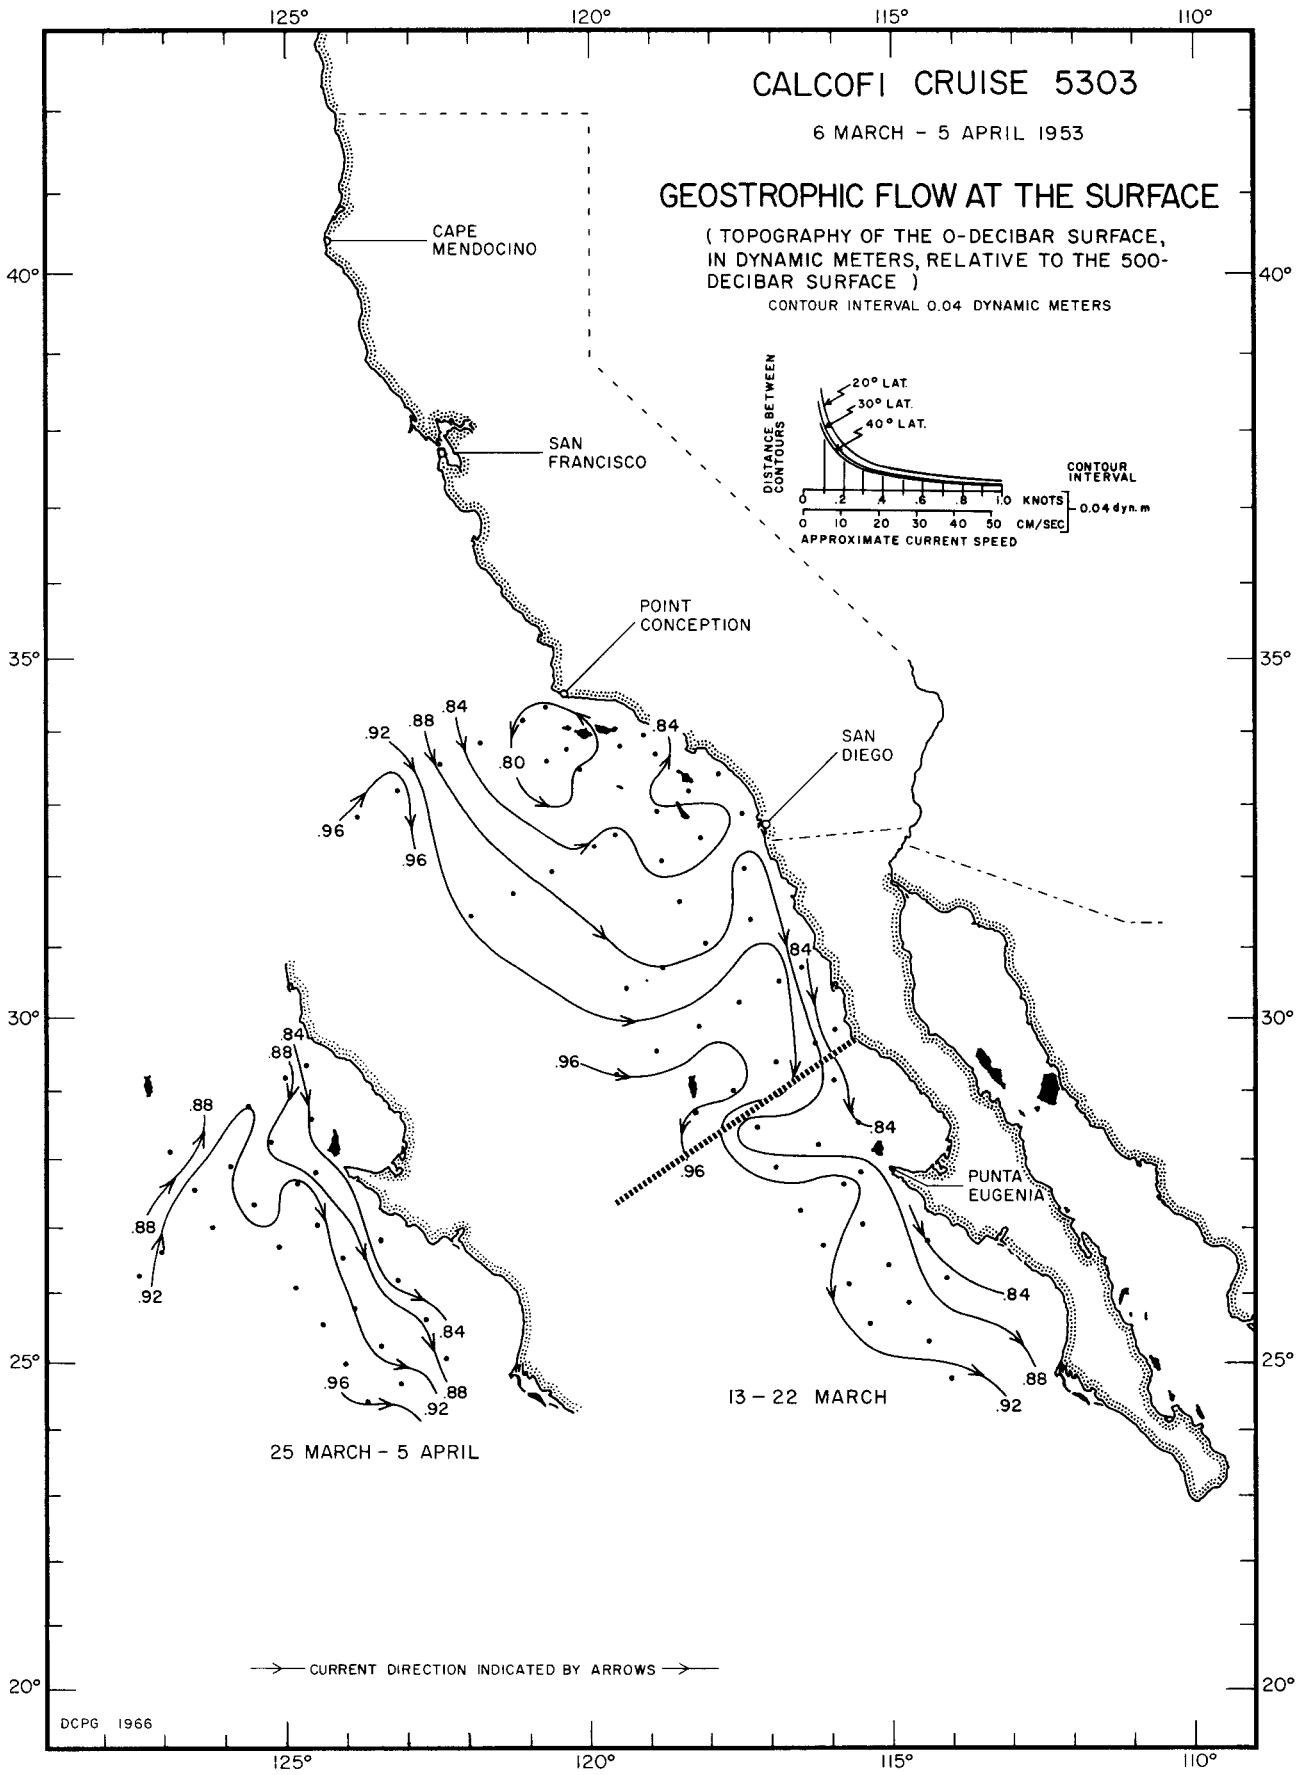 125° 120° 115° 110°
CALCOFI CRUISE 5303
6 MARCH – 5 APRIL 1953
GEOSTROPHIC FLOW AT THE SURFACE
( TOPOGRAPHY OF THE 0-DECIBAR SURFACE,
IN DYNAMIC METERS, RELATIVE TO THE 500-
DECIBAR SURFACE )
CONTOUR INTERVAL 0.04 DYNAMIC METERS
CAPE
MENDOCINO
40° 40°
DISTANCE BETWEEN
CONTOURS
20° LAT.
30° LAT.
40° LAT.
CONTOUR
INTERVAL
0 .2 .4 .6 .8 1.0 KNOTS
0.04 dyn. m
0 10 20 30 40 50 CM/SEC
APPROXIMATE CURRENT SPEED
SAN
FRANCISCO
POINT
CONCEPTION
35° 35°
.84
.88
.92
.84
.80
SAN
DIEGO
.96
.96
.84
30° 30°
.84
.88
.96
.88
.84
.96
PUNTA
EUGENIA
.88
.92
.84
.84
25° 25°
.96
.88
.92
.88
.92
13 – 22 MARCH
25 MARCH – 5 APRIL
CURRENT DIRECTION INDICATED BY ARROWS
20° 20°
DCPG 1966
125° 120° 115° 110°